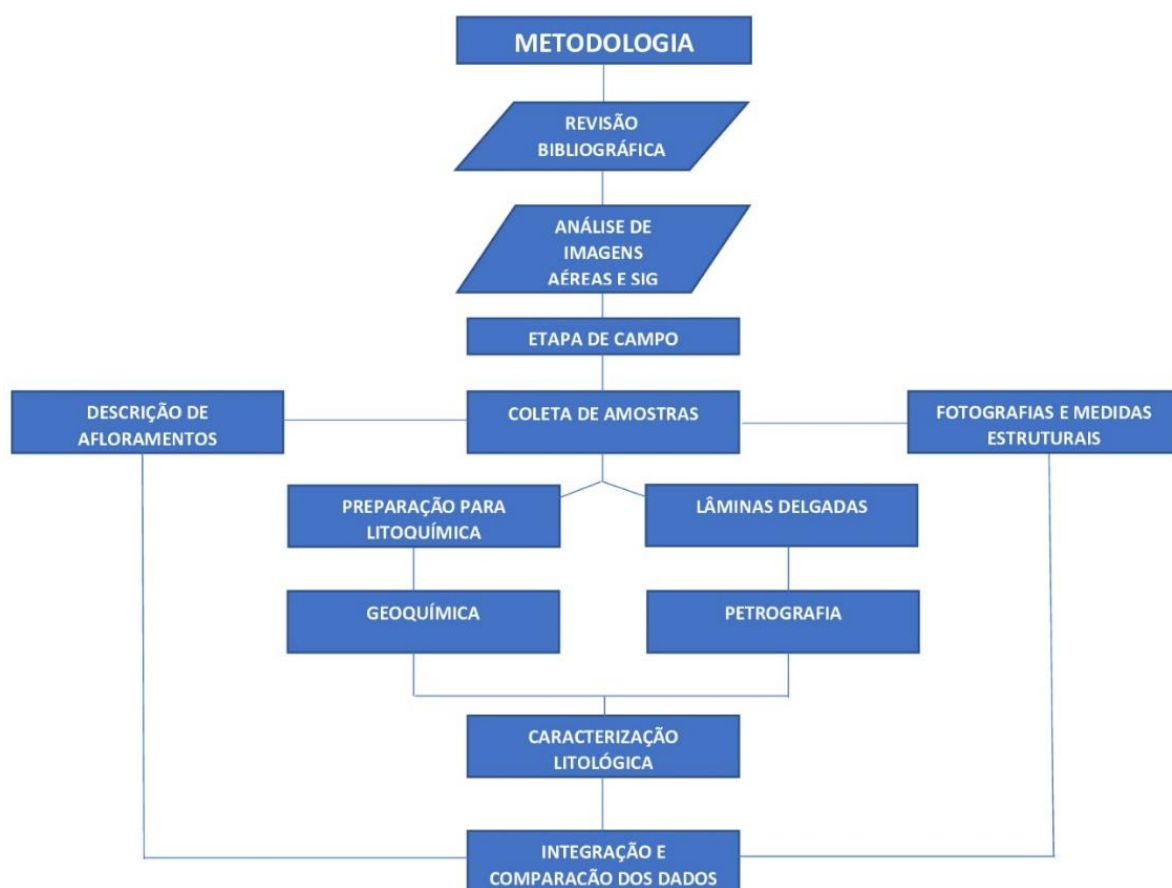 METODOLOGIA
REVISÃO
BIBLIOGRÁFICA
ANÁLISE DE
IMAGENS
AÉREAS E SIG
ETAPA DE CAMPO
DESCRIÇÃO DE
AFLORAMENTOS
COLETA DE AMOSTRAS
FOTOGRAFIAS E MEDIDAS
ESTRUTURAIS
PREPARAÇÃO PARA
LITOQUÍMICA
LÂMINAS DELGADAS
GEOQUÍMICA
PETROGRAFIA
CARACTERIZAÇÃO
LITOLÓGICA
INTEGRAÇÃO E
COMPARAÇÃO DOS DADOS